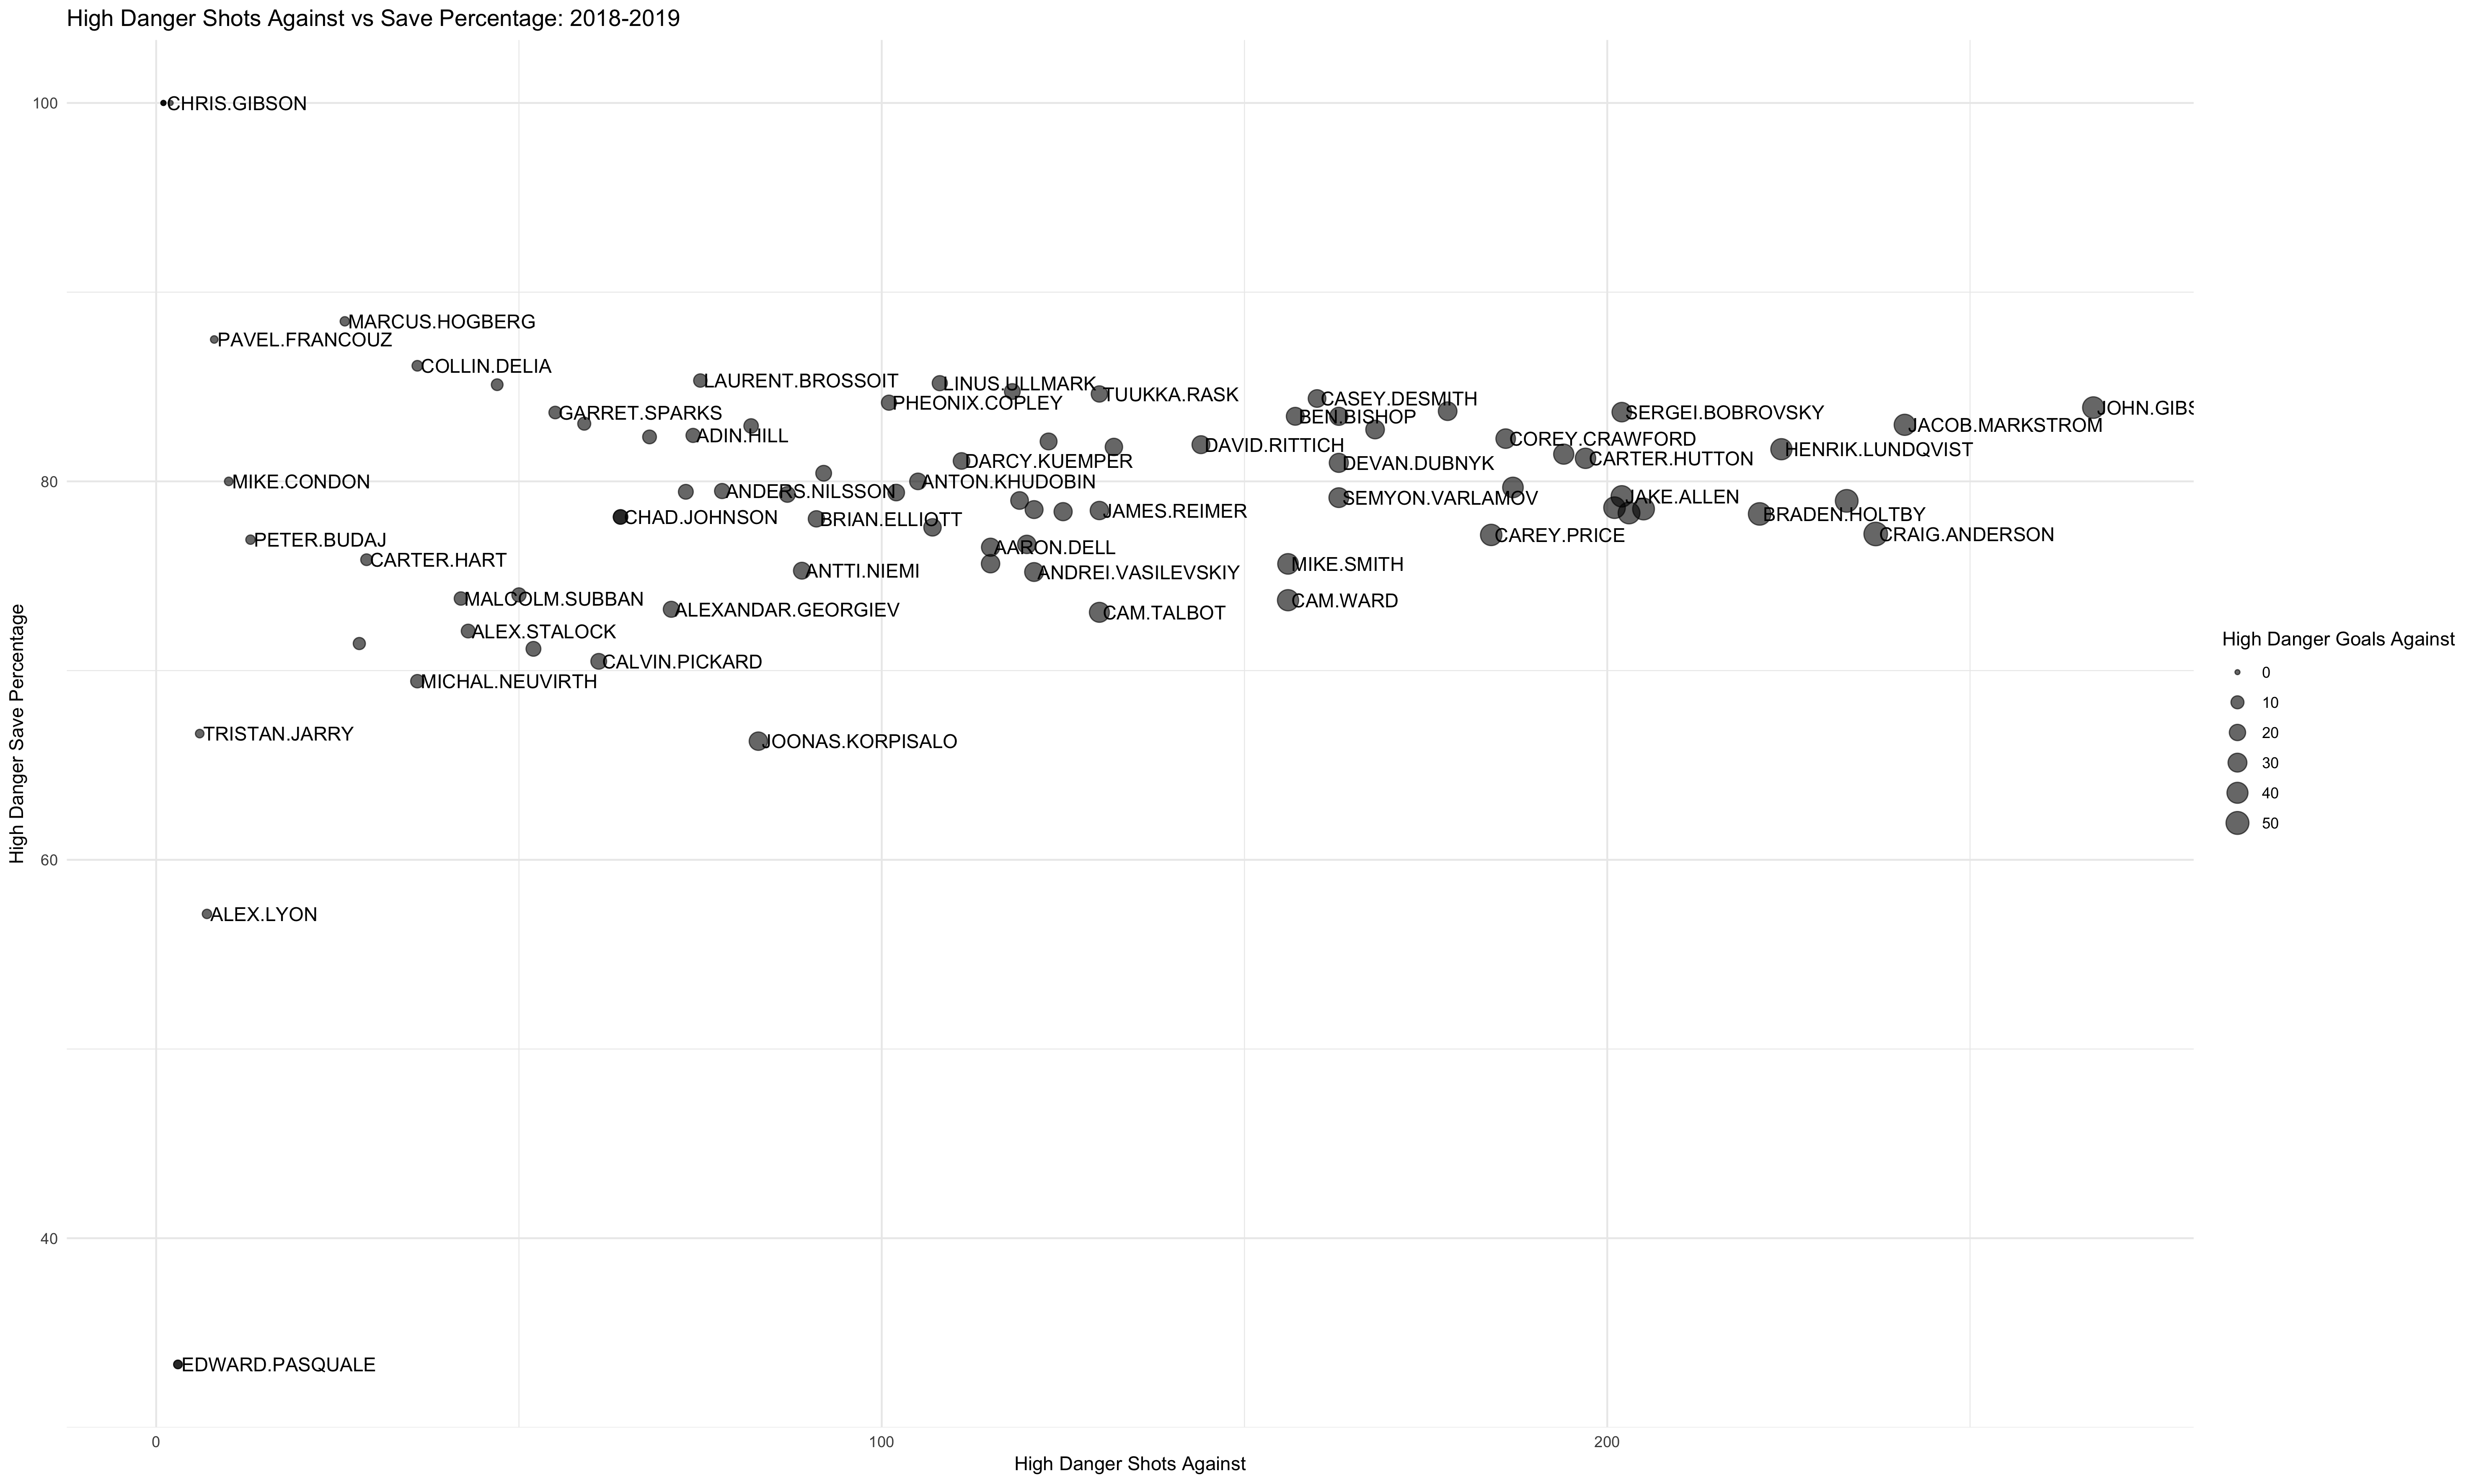 High Danger Shots Against vs Save Percentage: 2018-2019
High Danger Save Percentage
100
80
60
40
CHRIS.GIBSON
MARCUS.HOGBERG
PAVEL.FRANCOUZ
COLLIN.DELIA
LAURENT.BROSSOIT
LINUS.ULLMARK
TUUKKA.RASK
CASEY.DESMITH
PHEONIX.COPLEY
JOHN.GIBS
GARRET.SPARKS
SERGEI.BOBROVSKY
BEN.BISHOP
JACOB.MARKSTROM
ADIN.HILL
COREY.CRAWFORD
DAVID.RITTICH
HENRIK.LUNDQVIST
CARTER.HUTTON
DARCY.KUEMPER
DEVAN.DUBNYK
MIKE.CONDON
ANTON.KHUDOBIN
ANDERS.NILSSON
JAKE.ALLEN
SEMYON.VARLAMOV
JAMES.REIMER
BRADEN.HOLTBY
CHAD.JOHNSON
BRIAN.ELLIOTT
CRAIG.ANDERSON
CAREY.PRICE
PETER.BUDAJ
AARON.DELL
CARTER.HART
MIKE.SMITH
ANTTI.NIEMI
ANDREI.VASILEVSKIY
MALCOLM.SUBBAN
CAM.WARD
ALEXANDAR.GEORGIEV
CAM.TALBOT
ALEX.STALOCK
CALVIN.PICKARD
MICHAL.NEUVIRTH
TRISTAN.JARRY
JOONAS.KORPISALO
ALEX.LYON
EDWARD.PASQUALE
0
100
200
High Danger Shots Against
High Danger Goals Against
0
10
20
30
40
50